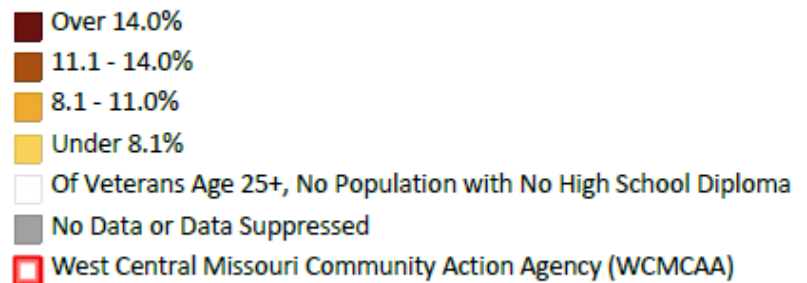 Over 14.0%
11.1 - 14.0%
8.1 - 11.0%
Under 8.1%
Of Veterans Age 25+, No Population with No High School Diploma
No Data or Data Suppressed
West Central Missouri Community Action Agency (WCMCAA)